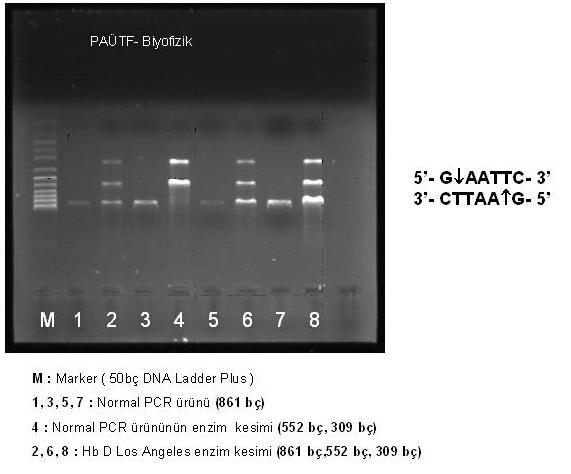 PAÜTF- Biyofizik
5’- G↓AATTC- 3’
3’- CTTAA↑G- 5’
M 1 2 3 4 5 6 7 8
M : Marker ( 50bç DNA Ladder Plus )
1, 3, 5, 7 : Normal PCR ürünü (861 bç)
4 : Normal PCR ürününün enzim kesimi (552 bç, 309 bç)
2, 6, 8 : Hb D Los Angeles enzim kesimi (861 bç,552 bç, 309 bç)